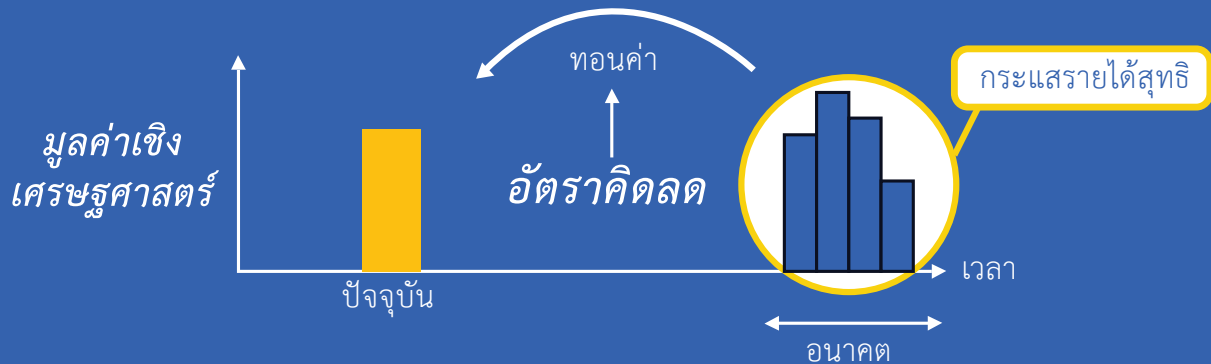 ทอนค่า
กระแสรายได้สุทธิ
มูลค่าเชิง
เศรษฐศาสตร์
อัตราคิดลด
เวลา
ปัจจุบัน
อนาคต